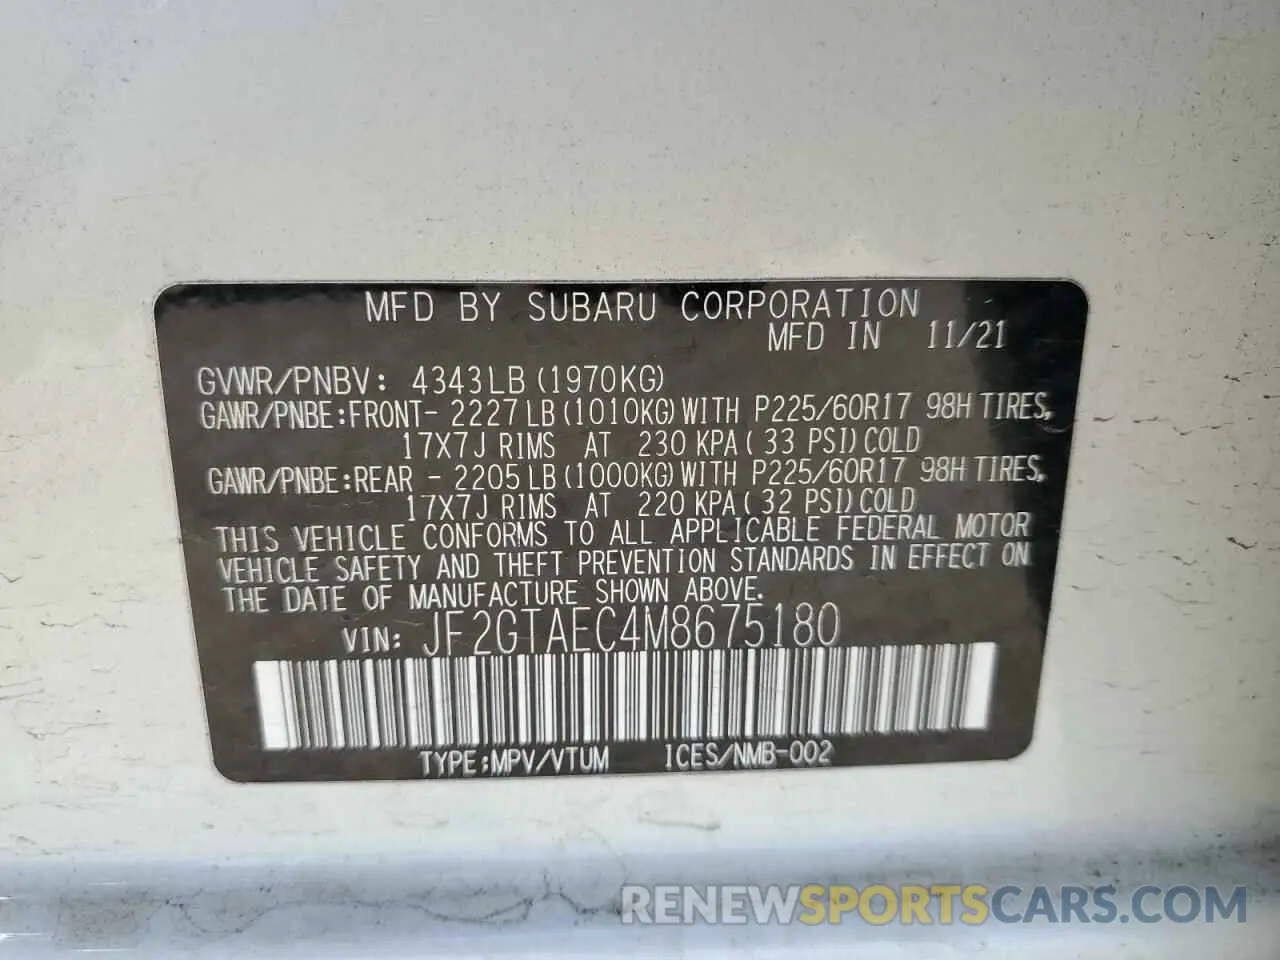 MFD BY SUBARU CORPORATION
MFD IN 11/21
GVWR/PNBV: 4343LB(1970KG)
GAWR/PNBE:FRONT- 2227LB(1010KG)WITH P225/60R17 98H TIRES,
17X7J RIMS AT 230 KPA(33 PSI)COLD
GAWR/PNBE:REAR - 2205LB(1000KG)WITH P225/60R17 98H TIRES,
17X7J RIMS AT 220 KPA(32 PSI)COLD
THIS VEHICLE CONFORMS TO ALL APPLICABLE FEDERAL MOTOR
VEHICLE SAFETY AND THEFT PREVENTION STANDARDS IN EFFECT ON
THE DATE OF MANUFACTURE SHOWN ABOVE.
VIN: JF2GTAEC4M8675180
TYPE:MPV/VTUM ICES/NMB-002
RENEWSPORTSCARS.COM